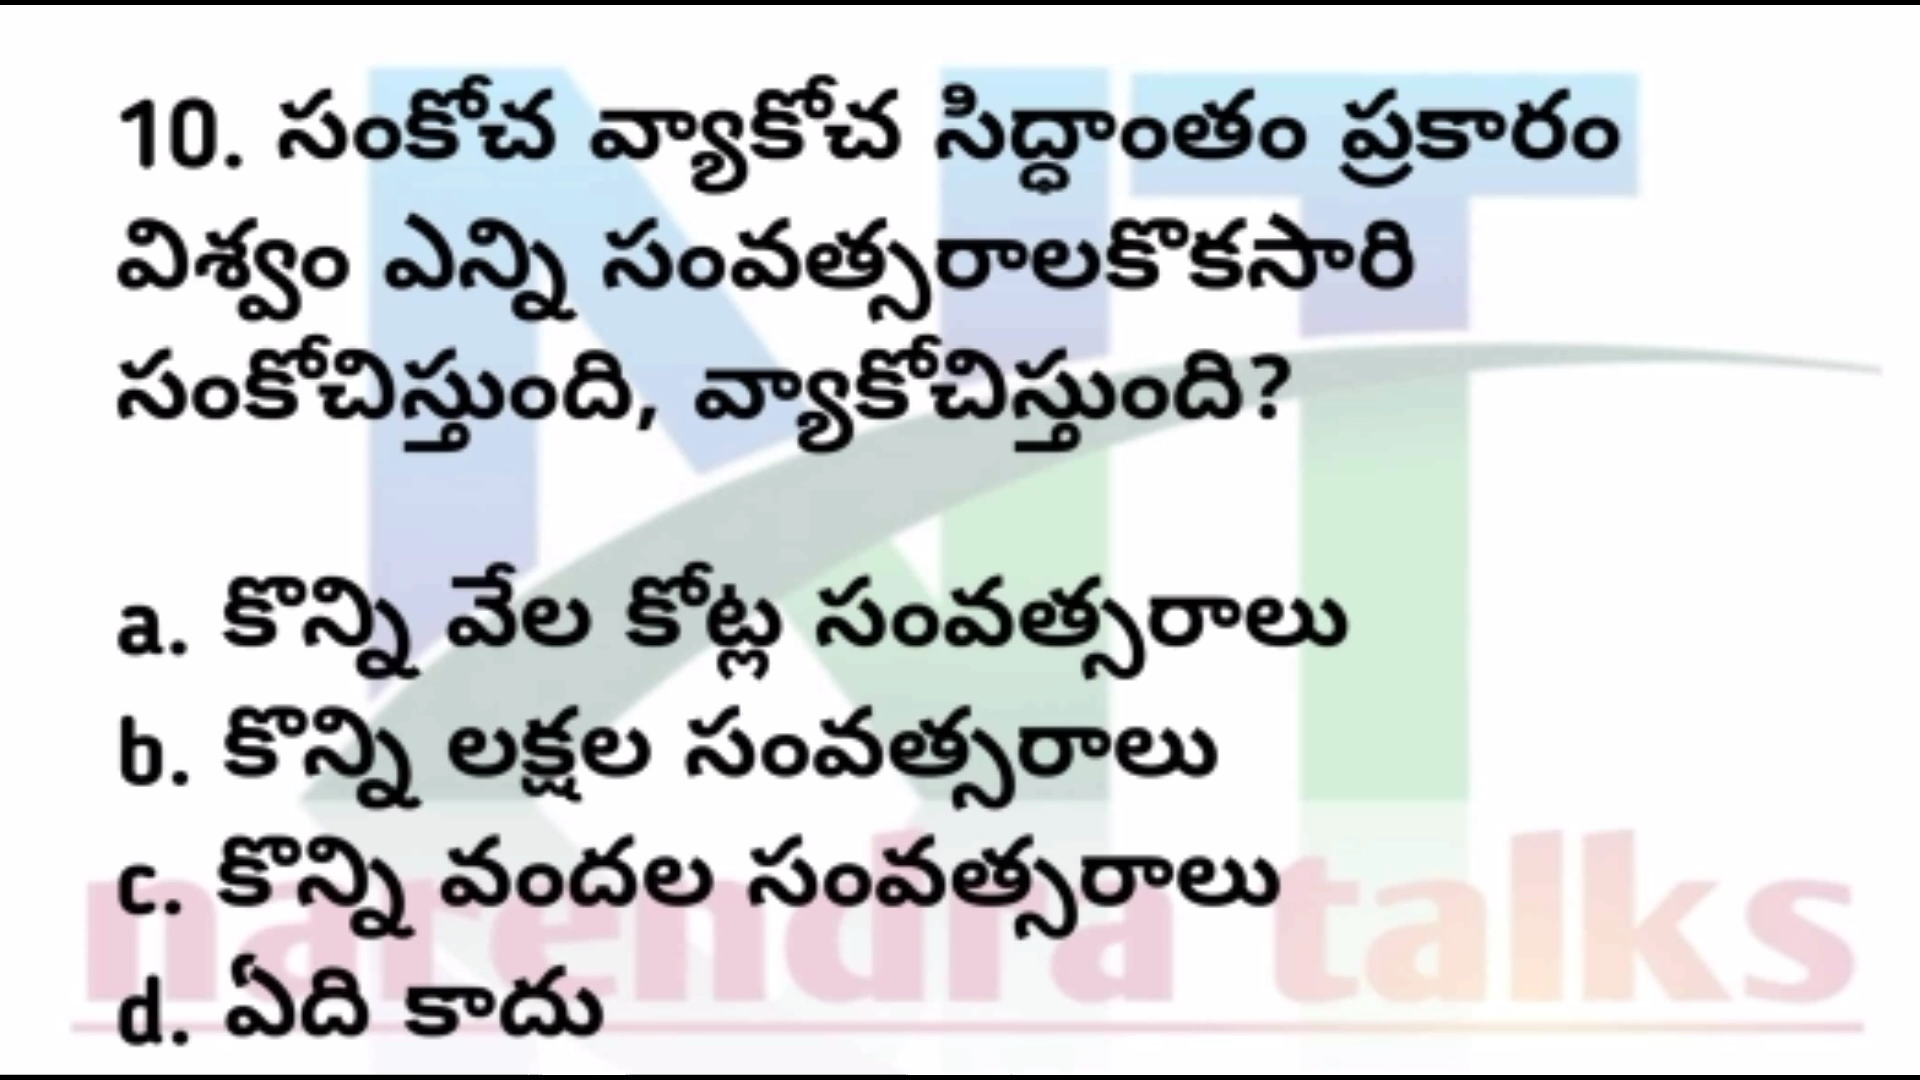 10. సంకోచ వ్యాకోచ సిద్ధాంతం ప్రకారం
విశ్వం ఎన్ని సంవత్సరాలకొకసారి
సంకోచిస్తుంది, వ్యాకోచిస్తుంది?
a. కొన్ని వేల కోట్ల సంవత్సరాలు
b. కొన్ని లక్షల సంవత్సరాలు
c. కొన్ని వందల సంవత్సరాలు
d. ఏది కాదు
NT
narendra talks